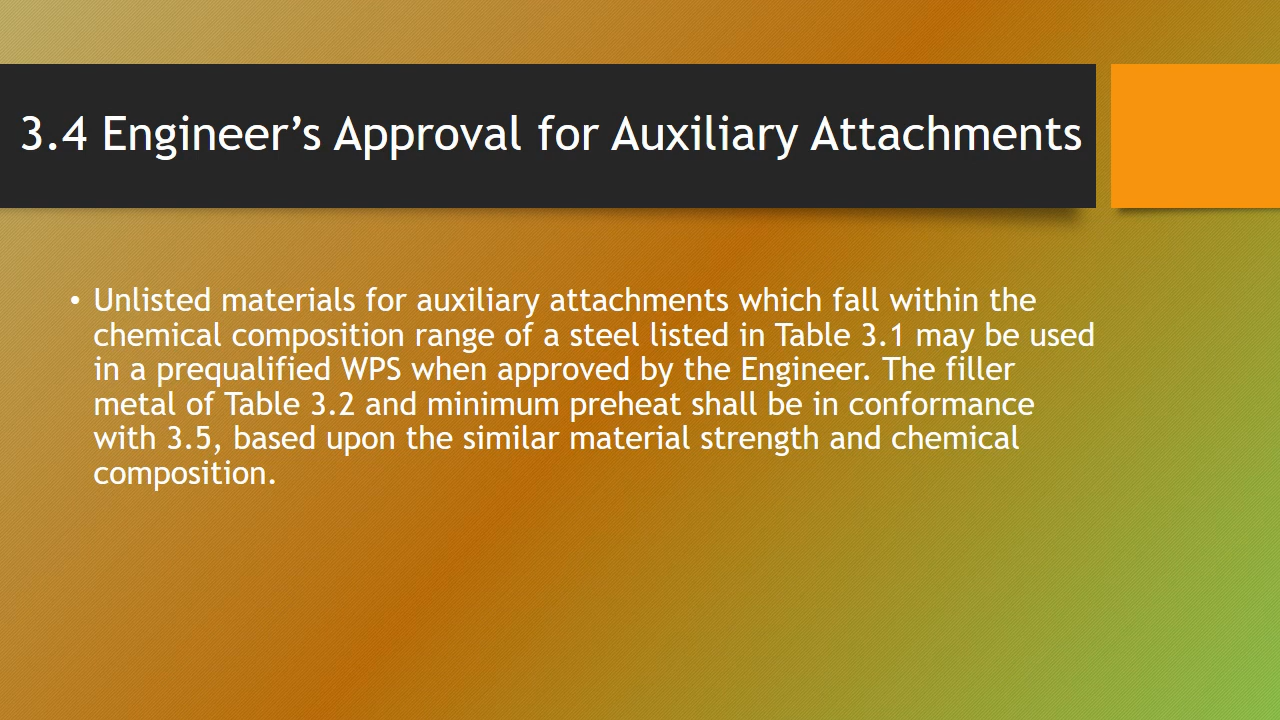 3.4 Engineer’s Approval for Auxiliary Attachments
• Unlisted materials for auxiliary attachments which fall within the
chemical composition range of a steel listed in Table 3.1 may be used
in a prequalified WPS when approved by the Engineer. The filler
metal of Table 3.2 and minimum preheat shall be in conformance
with 3.5, based upon the similar material strength and chemical
composition.